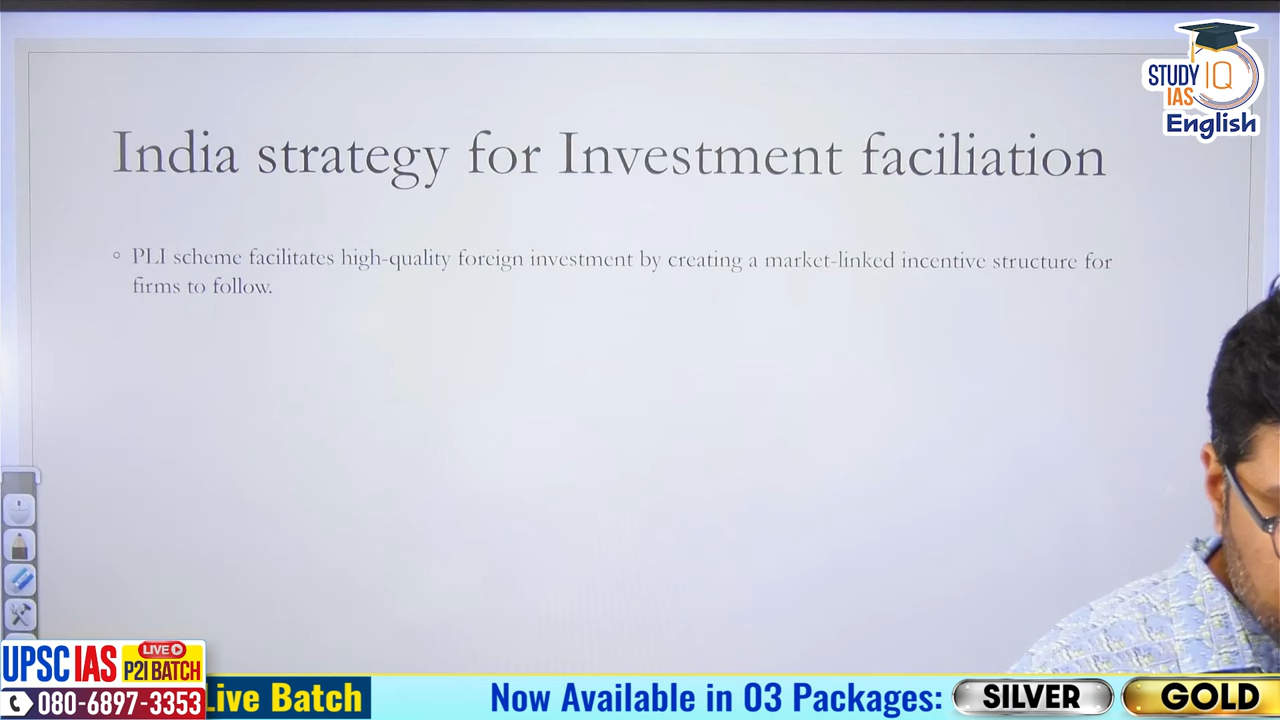 STUDY IQ
IAS
English
India strategy for Investment faciliation
PLI scheme facilitates high-quality foreign investment by creating a market-linked incentive structure for
firms to follow.
UPSC IAS
LIVE
P2I BATCH
080-6897-3353
Live Batch
Now Available in 03 Packages:
SILVER
GOLD